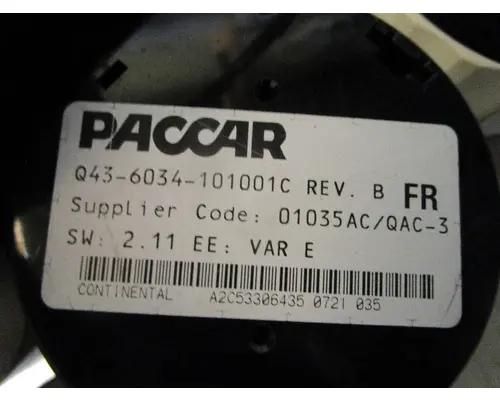 PACCAR
Q43-6034-101001C REV. B FR
Supplier Code: 01035AC/QAC-3
SW: 2.11 EE: VAR E
CONTINENTAL A2C53306435 0721 035